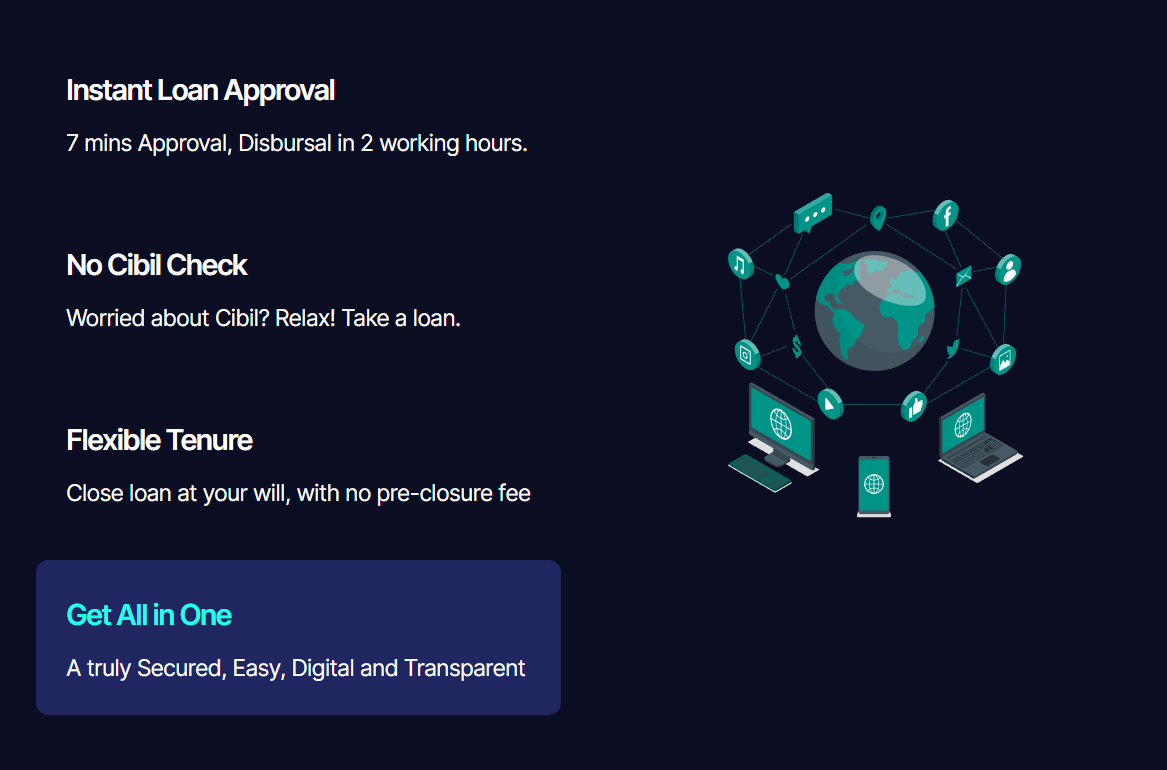 Instant Loan Approval
7 mins Approval, Disbursal in 2 working hours.
No Cibil Check
Worried about Cibil? Relax! Take a loan.
Flexible Tenure
Close loan at your will, with no pre-closure fee
Get All in One
A truly Secured, Easy, Digital and Transparent